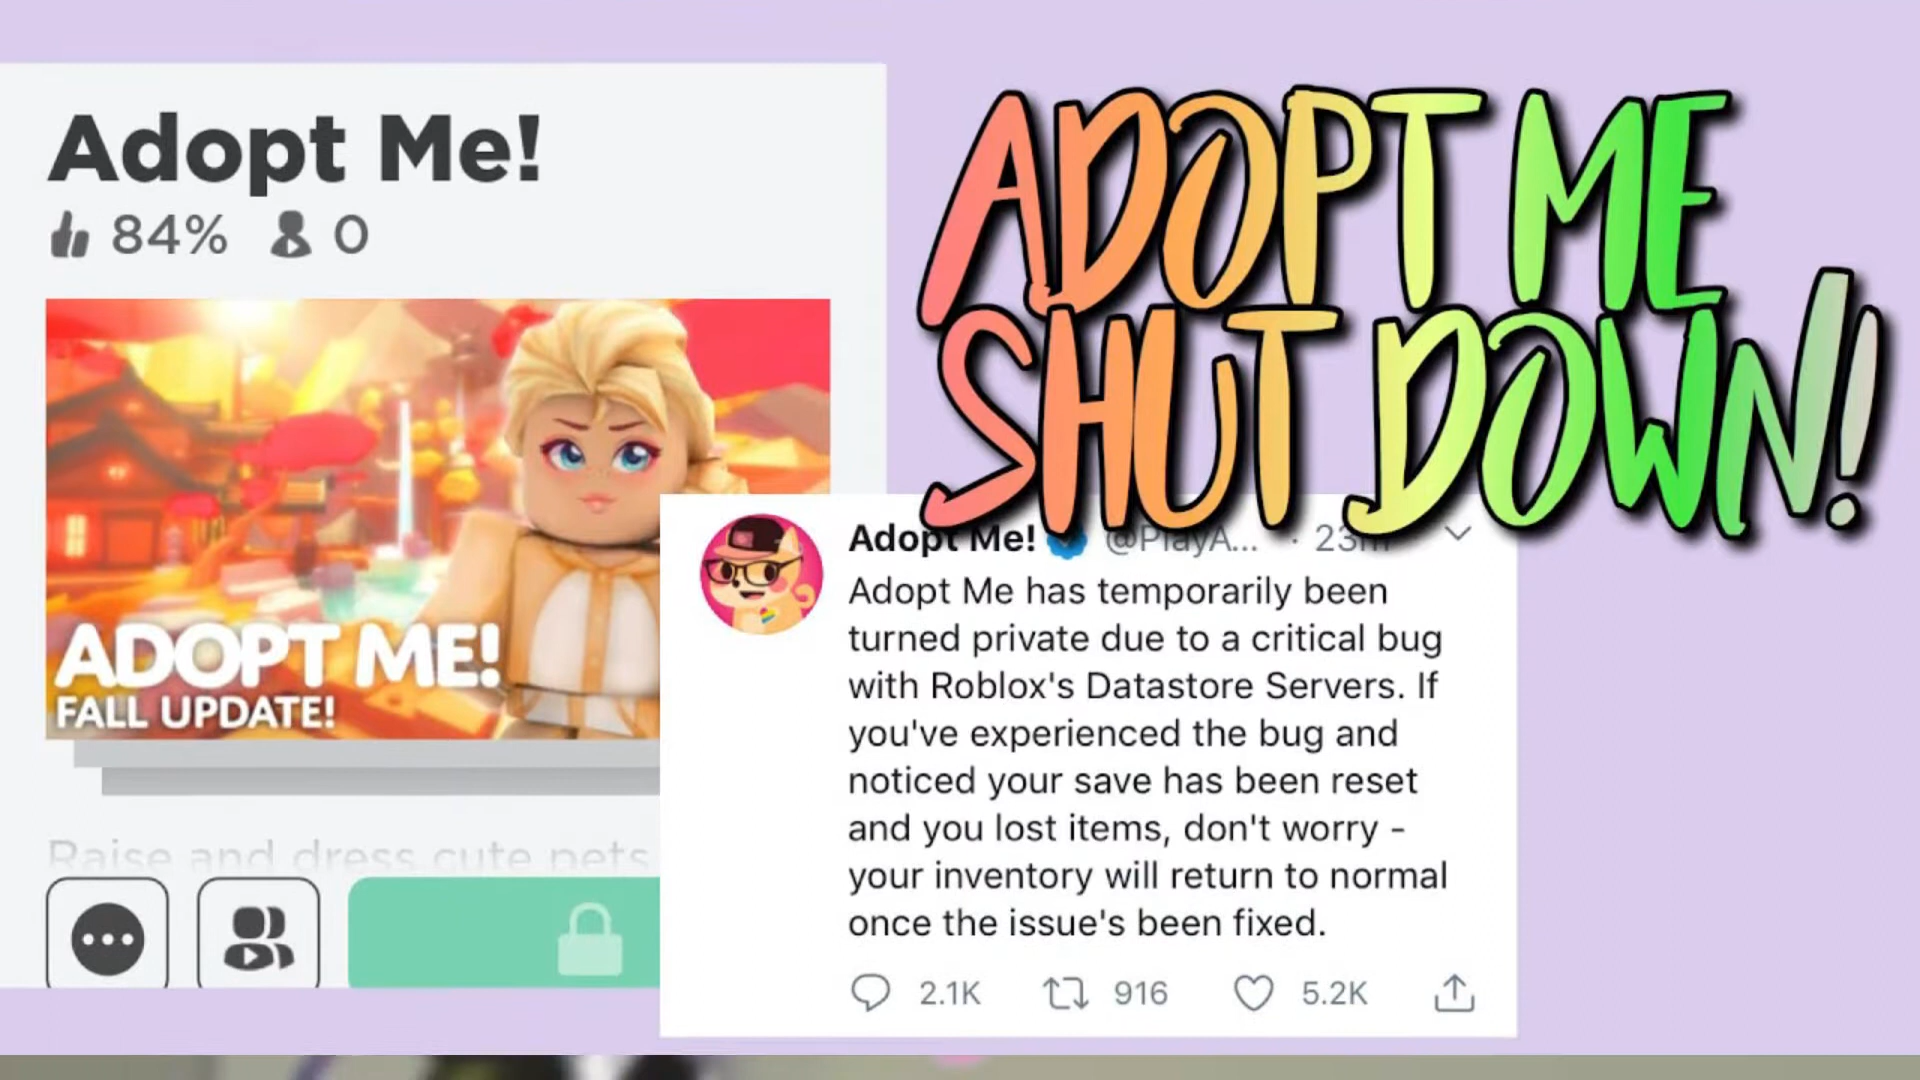 Adopt Me!
84% 0
ADOPT ME!
FALL UPDATE!
Raise and dress cute pets
ADOPT ME
SHUT DOWN!
Adopt Me! @PlayA... · 23m
Adopt Me has temporarily been
turned private due to a critical bug
with Roblox's Datastore Servers. If
you've experienced the bug and
noticed your save has been reset
and you lost items, don't worry -
your inventory will return to normal
once the issue's been fixed.
2.1K 916 5.2K